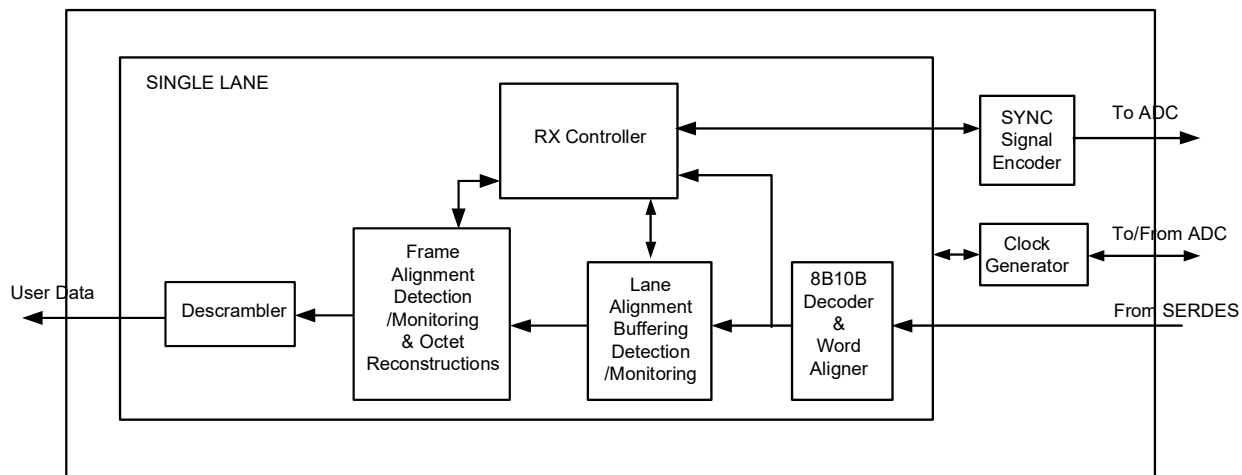 SINGLE LANE
RX Controller
SYNC
Signal
Encoder
To ADC
Clock
Generator
To/From ADC
User Data
Descrambler
Frame
Alignment
Detection
/Monitoring
& Octet
Reconstructions
Lane
Alignment
Buffering
Detection
/Monitoring
8B10B
Decoder
&
Word
Aligner
From SERDES